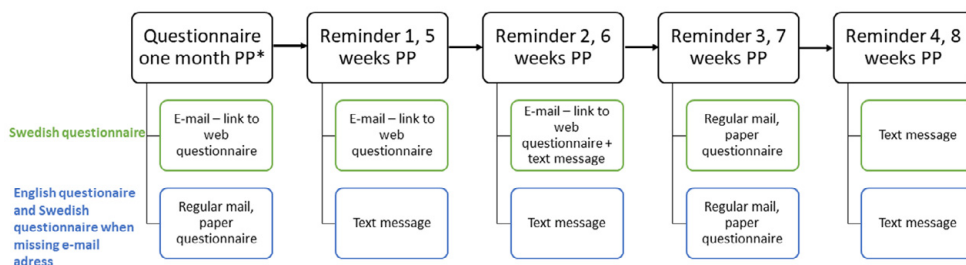 Questionnaire
one month PP*
Reminder 1, 5
weeks PP
Reminder 2, 6
weeks PP
Reminder 3, 7
weeks PP
Reminder 4, 8
weeks PP
Swedish questionnaire
E-mail – link to
web
questionnaire
E-mail – link to
web
questionnaire
E-mail – link to
web
questionnaire +
text message
Regular mail,
paper
questionnaire
Text message
English questionaire
and Swedish
questionnaire when
missing e-mail
adress
Regular mail,
paper
questionnaire
Text message
Text message
Regular mail,
paper
questionnaire
Text message